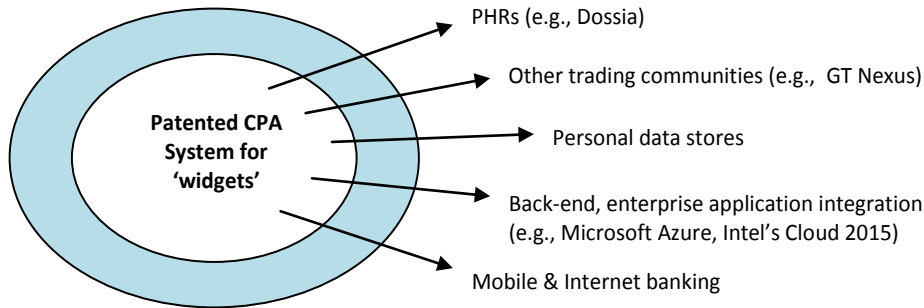 PHRs (e.g., Dossia)
Other trading communities (e.g., GT Nexus)
Patented CPA
System for
‘widgets’
Personal data stores
Back-end, enterprise application integration
(e.g., Microsoft Azure, Intel’s Cloud 2015)
Mobile & Internet banking